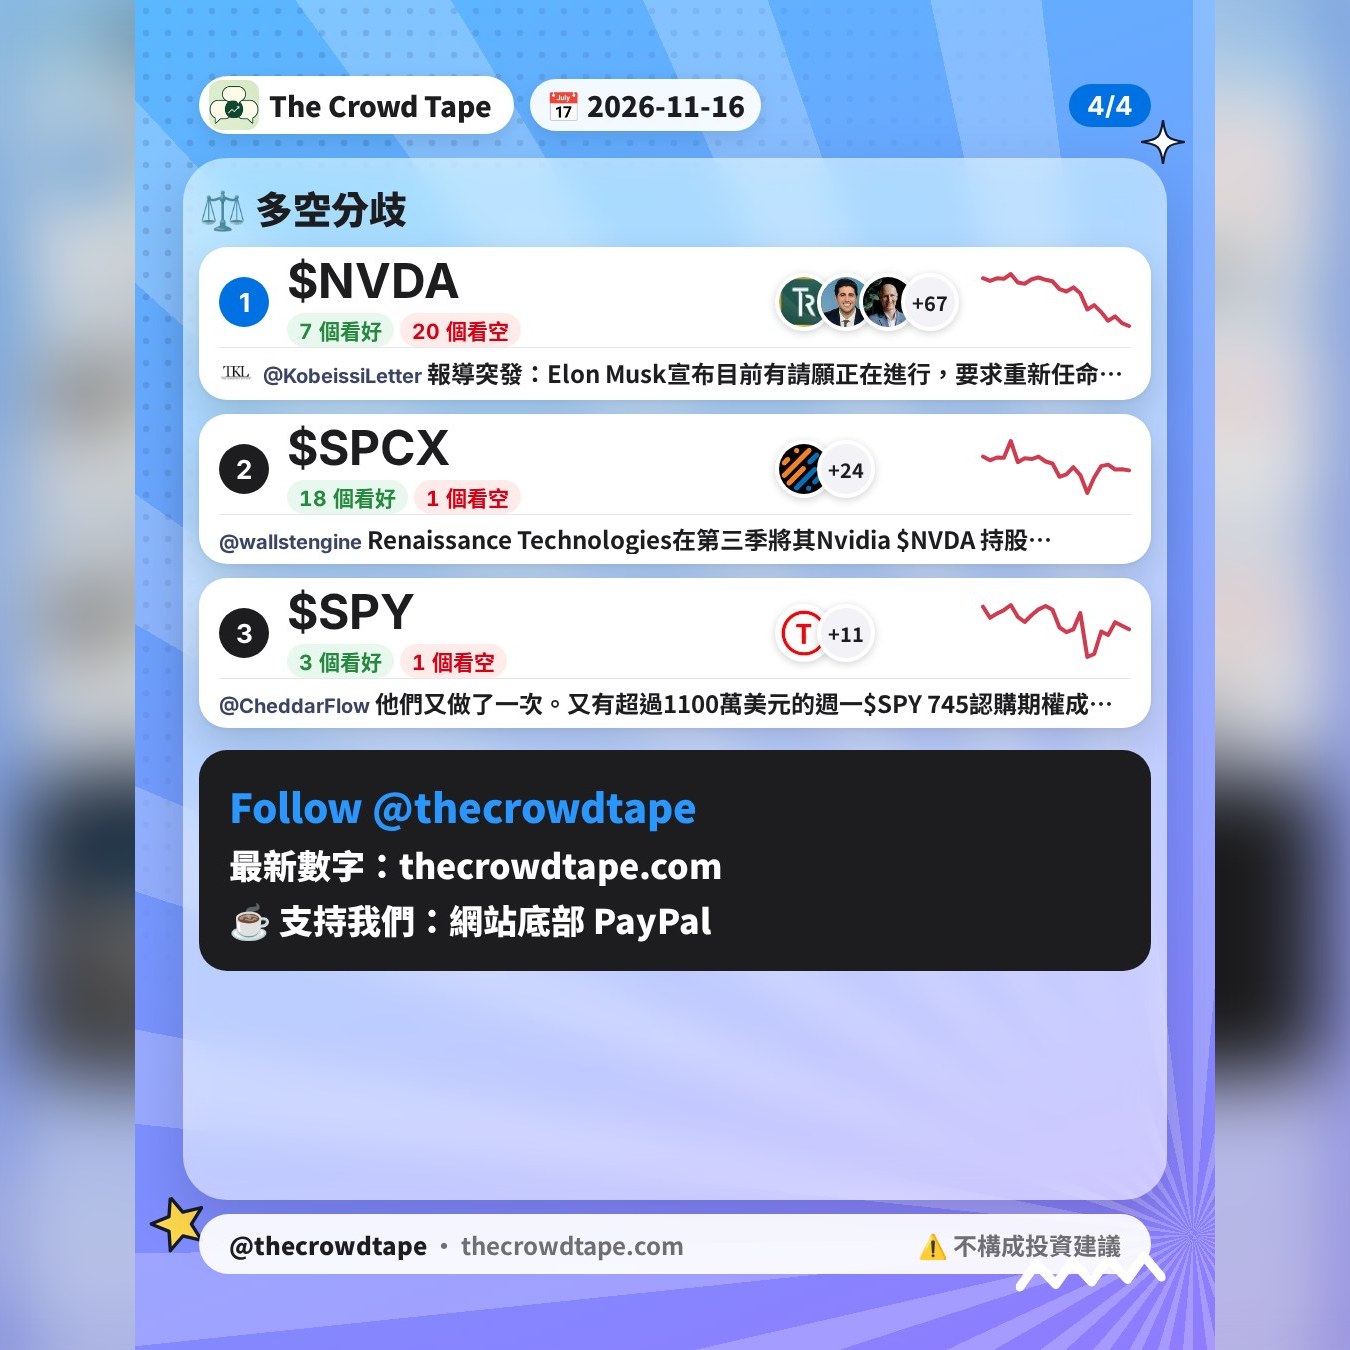 The Crowd Tape
July 17 2026-11-16
4/4
多空分歧
1 $NVDA
7 個看好 20 個看空
TR +67
TKL @KobeissiLetter 報導突發：Elon Musk宣布目前有請願正在進行，要求重新任命…
2 $SPCX
18 個看好 1 個看空
+24
@wallstengine Renaissance Technologies在第三季將其Nvidia $NVDA 持股…
3 $SPY
3 個看好 1 個看空
T +11
@CheddarFlow 他們又做了一次。又有超過1100萬美元的週一$SPY 745認購期權成…
Follow @thecrowdtape
最新數字：thecrowdtape.com
支持我們：網站底部 PayPal
@thecrowdtape • thecrowdtape.com
不構成投資建議